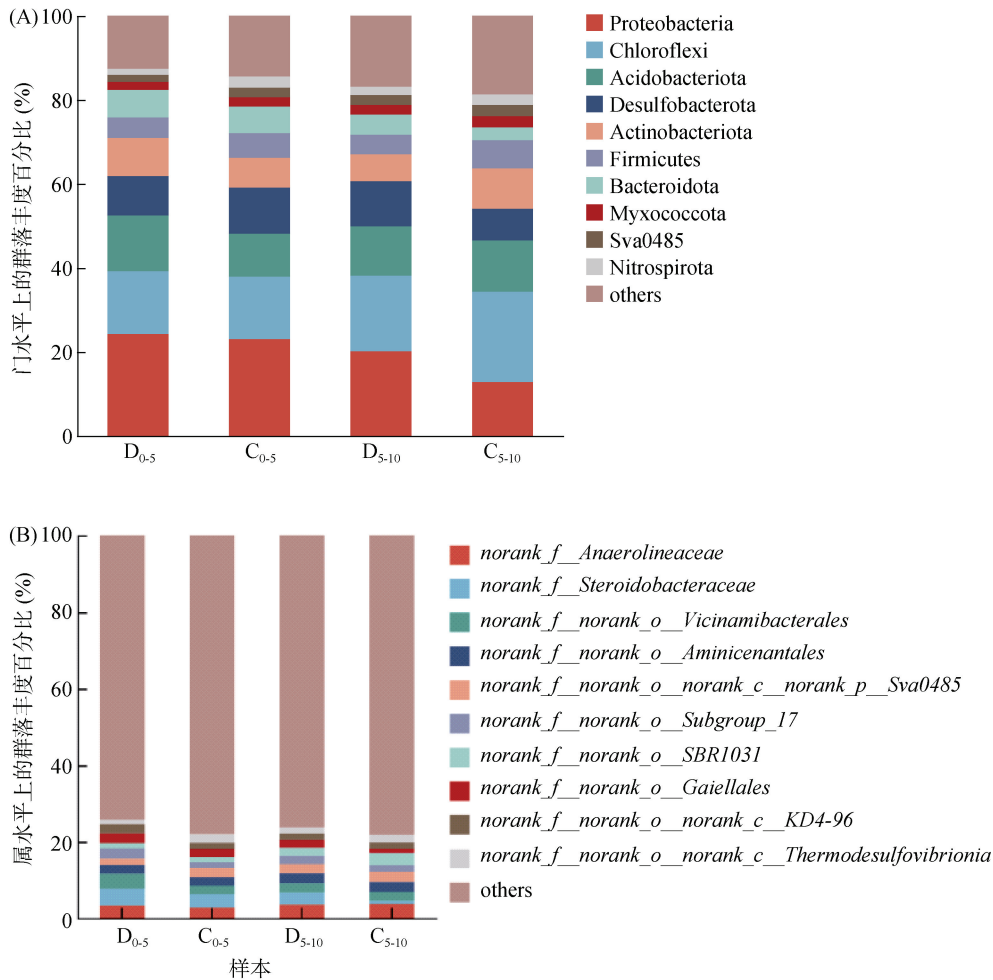 (A)
100
80
60
40
20
0
门水平上的群落丰度百分比 (%)
D0-5
C0-5
D5-10
C5-10
Proteobacteria
Chloroflexi
Acidobacteriota
Desulfobacterota
Actinobacteriota
Firmicutes
Bacteroidota
Myxococcota
Sva0485
Nitrospirota
others
(B)
100
80
60
40
20
0
属水平上的群落丰度百分比 (%)
D0-5
C0-5
D5-10
C5-10
样本
norank_f__Anaerolineaceae
norank_f__Steroidobacteraceae
norank_f__norank_o__Vicinamibacterales
norank_f__norank_o__Aminicenantales
norank_f__norank_o__norank_c__norank_p__Sva0485
norank_f__norank_o__Subgroup_17
norank_f__norank_o__SBR1031
norank_f__norank_o__Gaiellales
norank_f__norank_o__norank_c__KD4-96
norank_f__norank_o__norank_c__Thermodesulfovibrionia
others